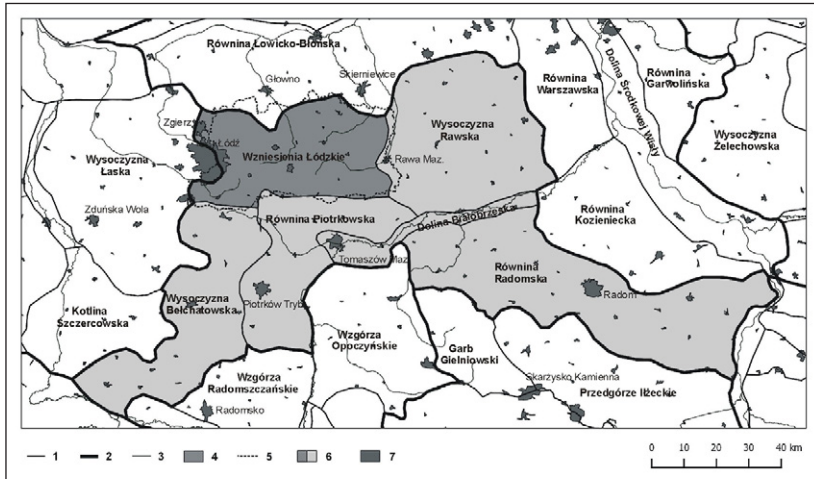 Równina Łowicko-Błońska
Głowno
Skierniewice
Zgierz
Łódź
Wysoczyzna
Łaska
Zduńska Wola
Wzniesienia Łódzkie
Rawa Maz.
Wysoczyzna
Rawska
Równina
Warszawska
Dolina Środkowej Wisły
Równina
Garwolińska
Wysoczyzna
Żelechowska
Równina Piotrkowska
Dolina Białobrzeska
Równina
Kozieniecka
Tomaszów Maz.
Równina
Radomska
Radom
Wysoczyzna
Bełchatowska
Piotrków Tryb.
Kotlina
Szczercowska
Wzgórza
Opoczyńskie
Garb
Gielniowski
Wzgórza
Radomszczańskie
Radomsko
Skarżysko Kamienna
Przedgórze Iłżeckie
1 2 3 4 5 6 7
0 10 20 30 40 km